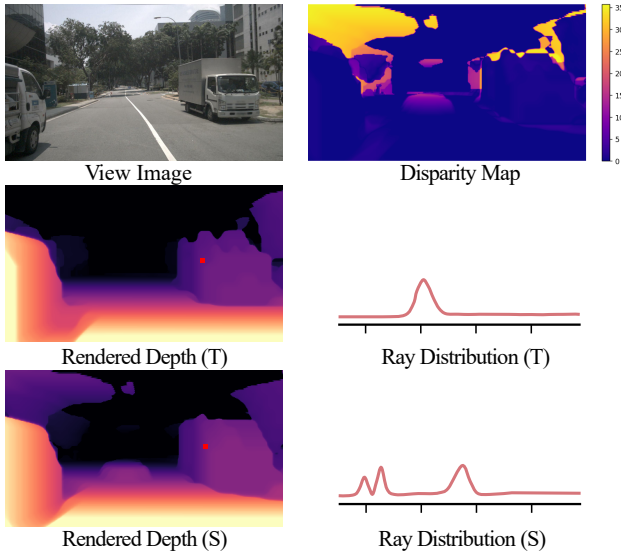 35
30
25
20
15
10
5
0
View Image
Disparity Map
Rendered Depth (T)
Ray Distribution (T)
Rendered Depth (S)
Ray Distribution (S)